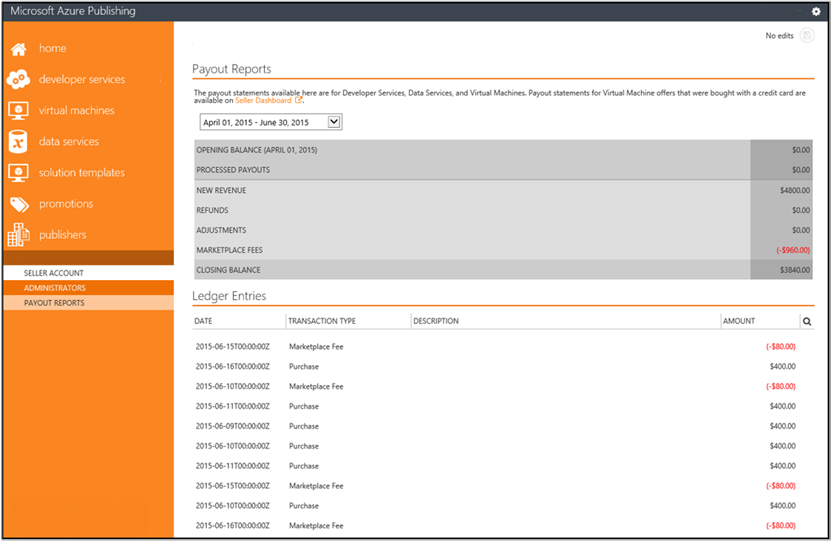 Microsoft Azure Publishing
No edits
home
developer services
virtual machines
data services
solution templates
promotions
publishers
SELLER ACCOUNT
ADMINISTRATORS
PAYOUT REPORTS
Payout Reports
The payout statements available here are for Developer Services, Data Services, and Virtual Machines. Payout statements for Virtual Machine offers that were bought with a credit card are
available on Seller Dashboard.
April 01, 2015 - June 30, 2015
OPENING BALANCE (APRIL 01, 2015) $0.00
PROCESSED PAYOUTS $0.00
NEW REVENUE $4800.00
REFUNDS $0.00
ADJUSTMENTS $0.00
MARKETPLACE FEES (-$960.00)
CLOSING BALANCE $3840.00
Ledger Entries
DATE TRANSACTION TYPE DESCRIPTION AMOUNT
2015-06-15T00:00:00Z Marketplace Fee (-$80.00)
2015-06-16T00:00:00Z Purchase $400.00
2015-06-10T00:00:00Z Marketplace Fee (-$80.00)
2015-06-11T00:00:00Z Purchase $400.00
2015-06-09T00:00:00Z Purchase $400.00
2015-06-10T00:00:00Z Purchase $400.00
2015-06-11T00:00:00Z Purchase $400.00
2015-06-15T00:00:00Z Marketplace Fee (-$80.00)
2015-06-10T00:00:00Z Purchase $400.00
2015-06-16T00:00:00Z Marketplace Fee (-$80.00)